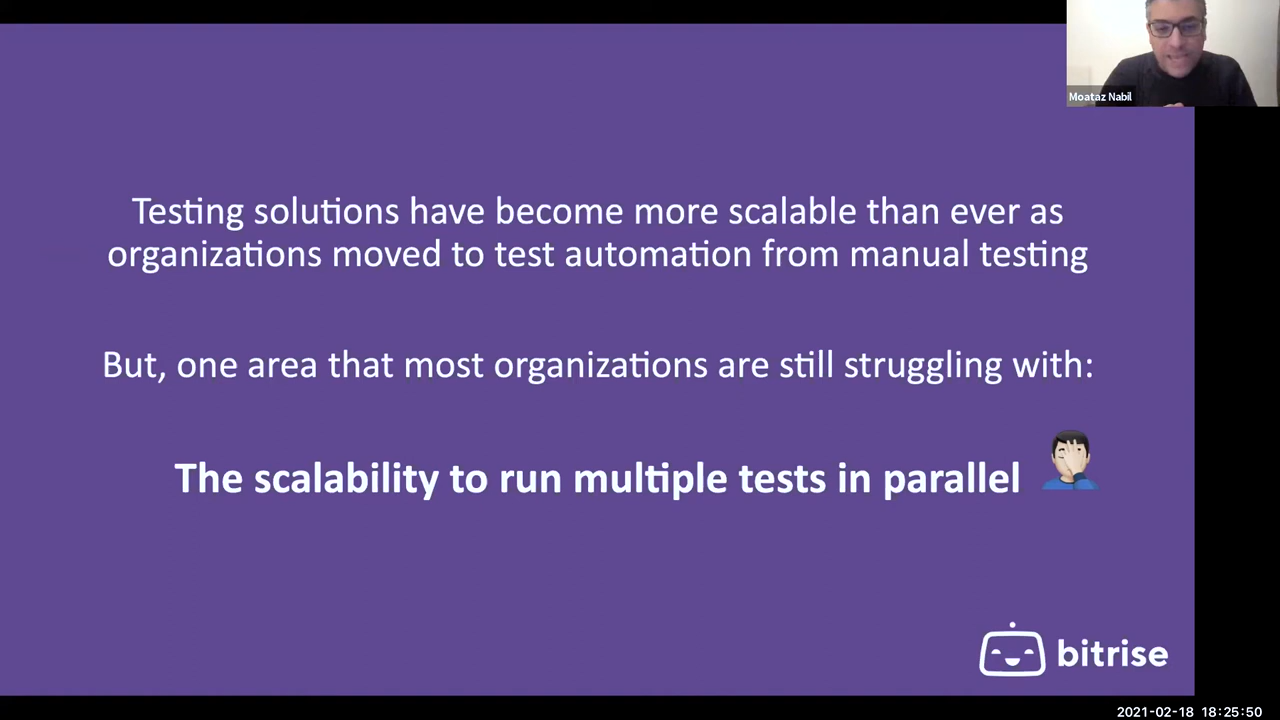 Moataz Nabil
Testing solutions have become more scalable than ever as
organizations moved to test automation from manual testing
But, one area that most organizations are still struggling with:
The scalability to run multiple tests in parallel
bitrise
2021-02-18 18:25:50